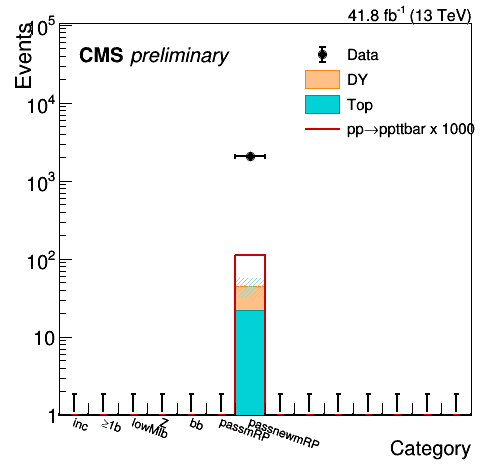 41.8 fb⁻¹ (13 TeV)
Events
CMS preliminary
Data
DY
Top
pp→ppttbar x 1000
10⁵
10⁴
10³
10²
10
1
inc
≥1b
lowMlb
Z
bb
passmRP
passnewmRP
Category